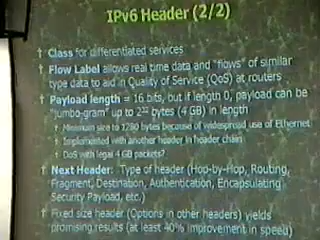 IPv6 Header (2/2)
† Class for differentiated services
† Flow Label allows real time data and "flows" of similar
type data to aid in Quality of Service (QoS) at routers
† Payload length = 16 bits, but if length 0, payload can be
"jumbo-gram" up to 2³² bytes (4 GB) in length
† Minimum size to 1280 bytes because of widespread use of Ethernet
† Implemented with another header in header chain
† DoS with legal 4 GB packets?
† Next Header: Type of header (Hop-by-Hop, Routing,
Fragment, Destination, Authentication, Encapsulating
Security Payload, etc.)
† Fixed size header (Options in other headers) yields
promising results (at least 40% improvement in speed)